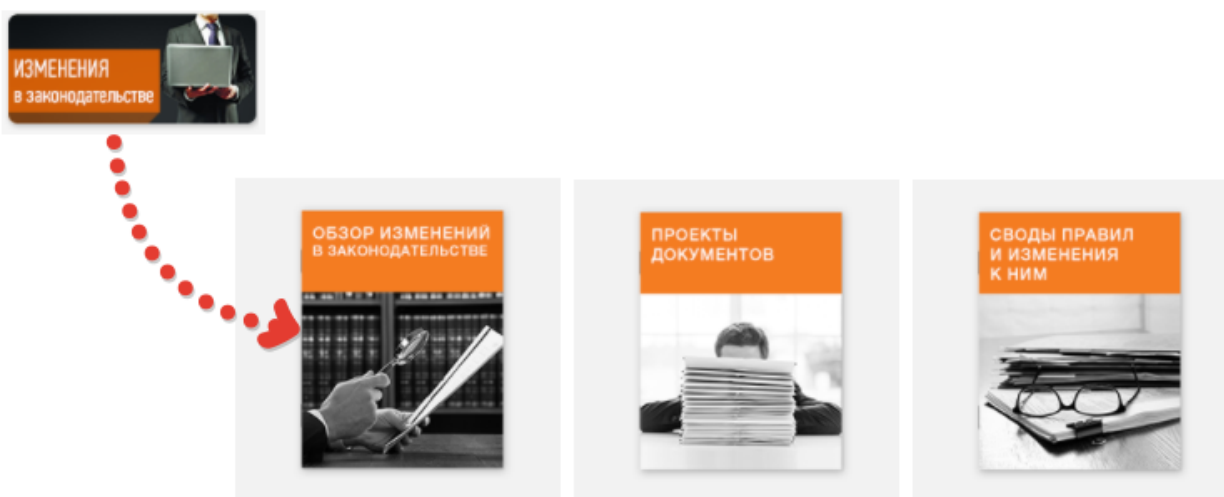 ИЗМЕНЕНИЯ
в законодательстве
ОБЗОР ИЗМЕНЕНИЙ
В ЗАКОНОДАТЕЛЬСТВЕ
ПРОЕКТЫ
ДОКУМЕНТОВ
СВОДЫ ПРАВИЛ
И ИЗМЕНЕНИЯ
К НИМ